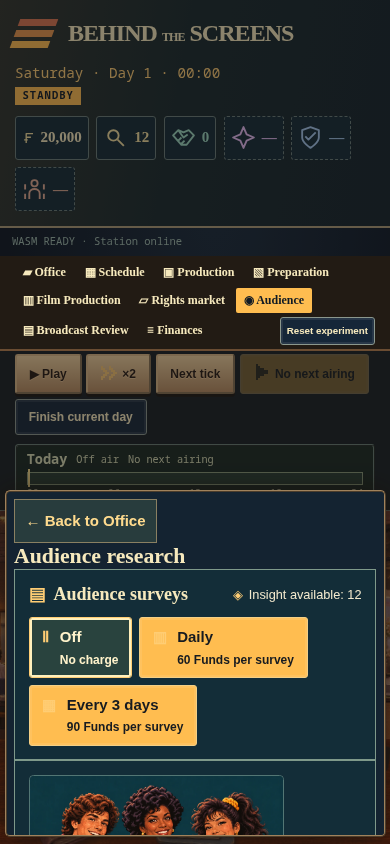 BEHIND THE SCREENS
Saturday · Day 1 · 00:00
STANDBY
20,000 12 0 — —
—
WASM READY · Station online
Office Schedule Production Preparation
Film Production Rights market Audience
Broadcast Review Finances Reset experiment
Play ×2 Next tick No next airing
Finish current day
Today Off air No next airing
← Back to Office
Audience research
Audience surveys Insight available: 12
Off Daily
No charge 60 Funds per survey
Every 3 days
90 Funds per survey